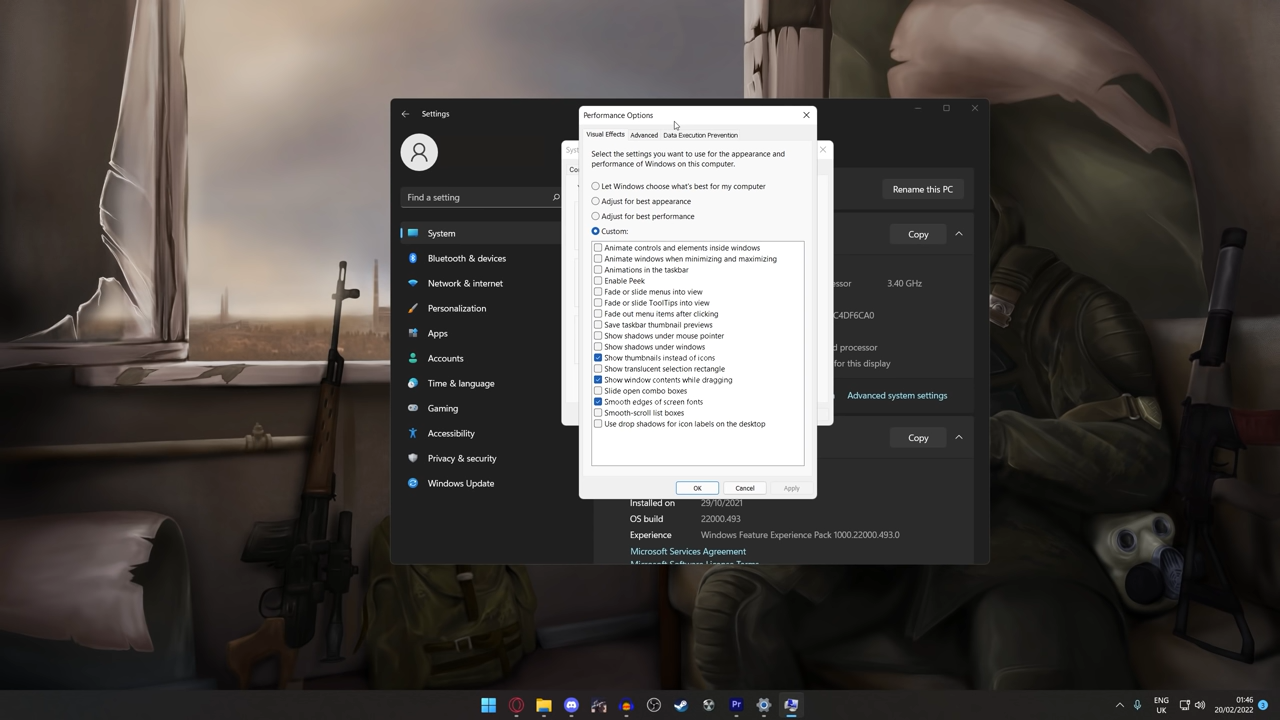 Settings
Find a setting
System
Bluetooth & devices
Network & internet
Personalization
Apps
Accounts
Time & language
Gaming
Accessibility
Privacy & security
Windows Update
Performance Options
Visual Effects
Advanced
Data Execution Prevention
Select the settings you want to use for the appearance and
performance of Windows on this computer.
Let Windows choose what's best for my computer
Adjust for best appearance
Adjust for best performance
Custom:
Animate controls and elements inside windows
Animate windows when minimizing and maximizing
Animations in the taskbar
Enable Peek
Fade or slide menus into view
Fade or slide ToolTips into view
Fade out menu items after clicking
Save taskbar thumbnail previews
Show shadows under mouse pointer
Show shadows under windows
Show thumbnails instead of icons
Show translucent selection rectangle
Show window contents while dragging
Slide open combo boxes
Smooth edges of screen fonts
Smooth-scroll list boxes
Use drop shadows for icon labels on the desktop
OK
Cancel
Apply
Rename this PC
Copy
3.40 GHz
C4DF6CA0
d processor
for this display
Advanced system settings
Copy
Installed on 29/10/2021
OS build 22000.493
Experience Windows Feature Experience Pack 1000.22000.493.0
Microsoft Services Agreement
Microsoft Software License Terms
Pr
ENG
UK
01:46
20/02/2022
3